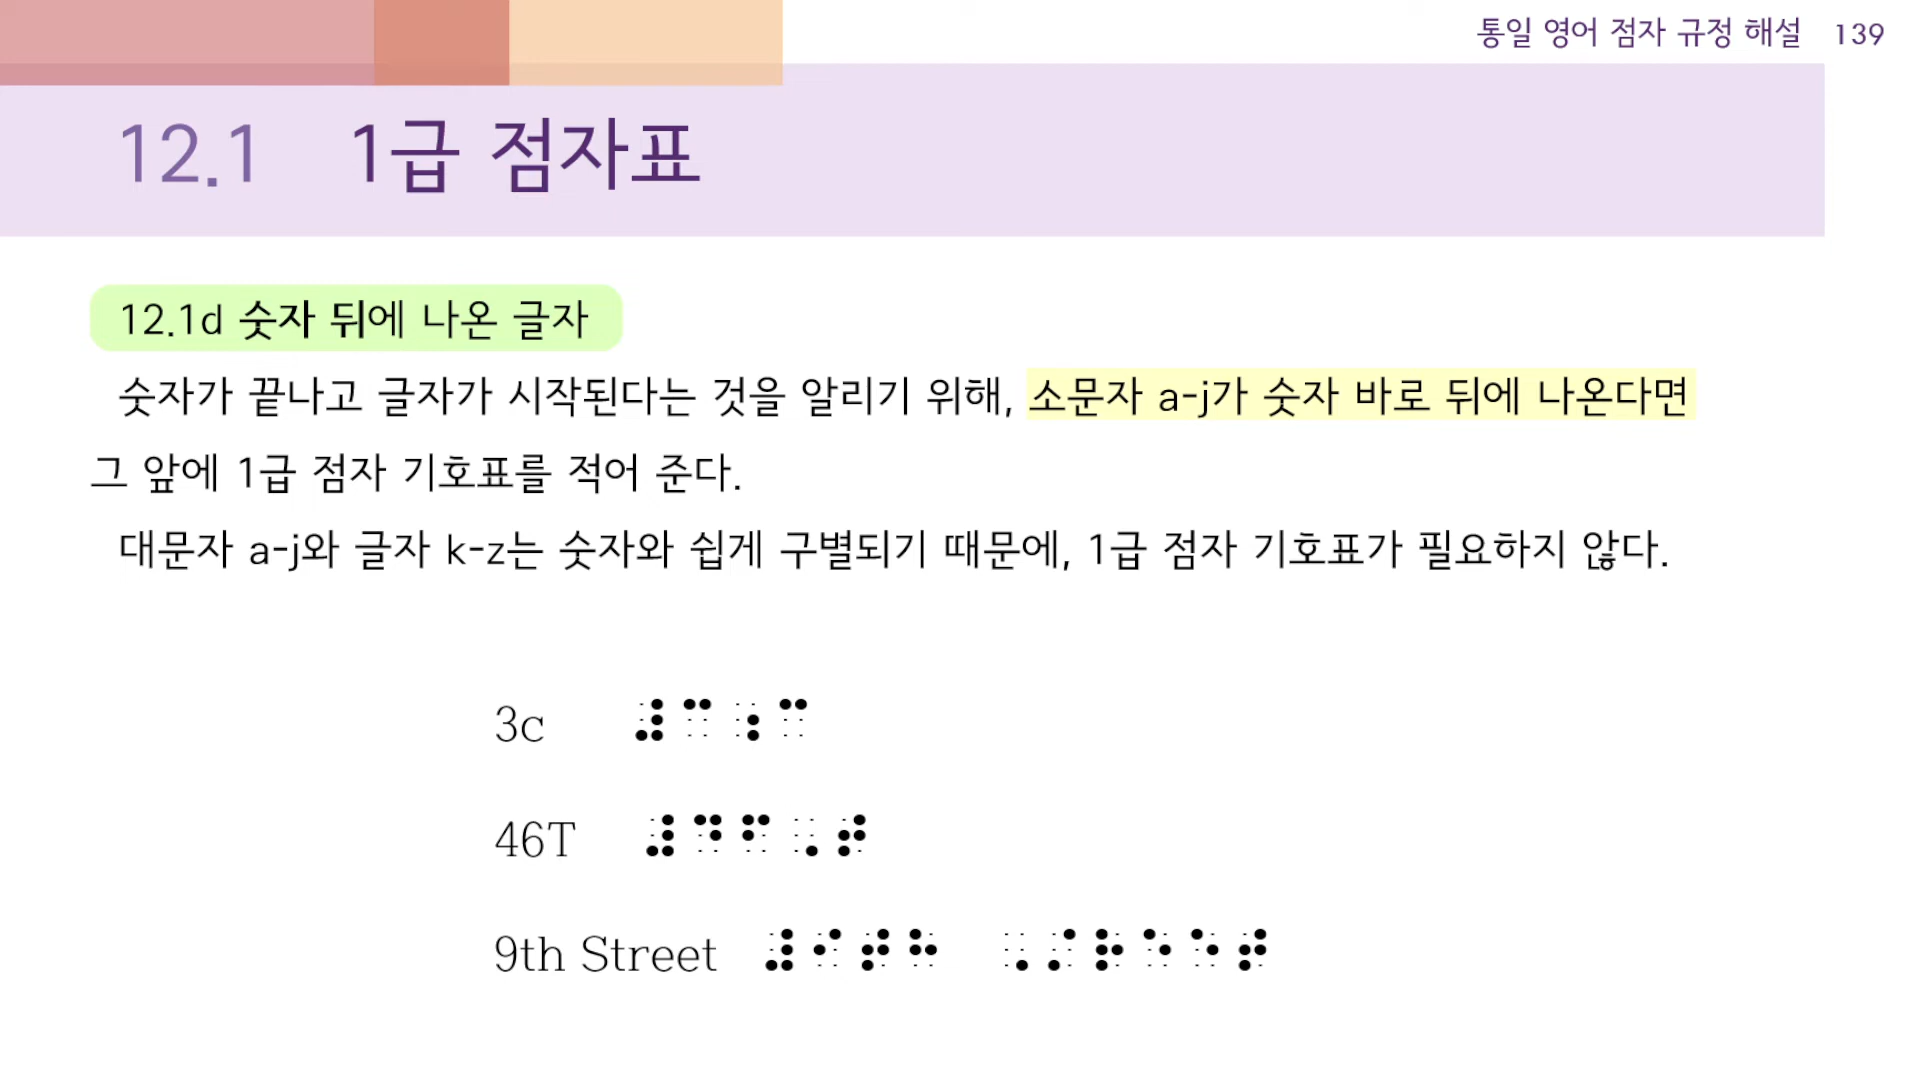 통일 영어 점자 규정 해설 139
12.1 1급 점자표
12.1d 숫자 뒤에 나온 글자
숫자가 끝나고 글자가 시작된다는 것을 알리기 위해, 소문자 a-j가 숫자 바로 뒤에 나온다면
그 앞에 1급 점자 기호표를 적어 준다.
대문자 a-j와 글자 k-z는 숫자와 쉽게 구별되기 때문에, 1급 점자 기호표가 필요하지 않다.
3c ⠼⠉⠰⠉
46T ⠼⠙⠋⠠⠞
9th Street ⠼⠊⠞⠓ ⠠⠌⠗⠑⠑⠞